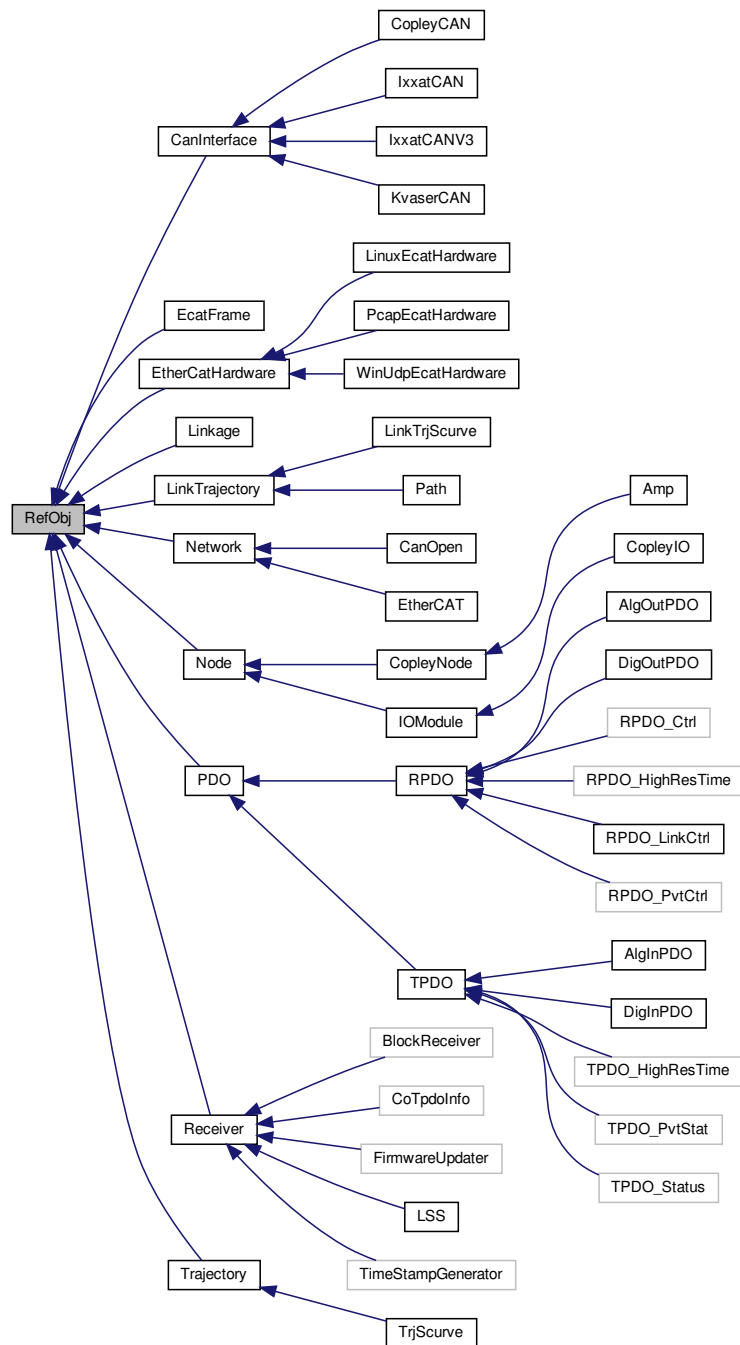 CopleyCAN
IxxatCAN
CanInterface
IxxatCANV3
KvaserCAN
LinuxEcatHardware
EcatFrame
PcapEcatHardware
EtherCatHardware
WinUdpEcatHardware
Linkage
LinkTrjScurve
LinkTrajectory
Path
Amp
RefObj
Network
CanOpen
CopleyIO
EtherCAT
AlgOutPDO
Node
CopleyNode
DigOutPDO
IOModule
RPDO_Ctrl
PDO
RPDO
RPDO_HighResTime
RPDO_LinkCtrl
RPDO_PvtCtrl
AlgInPDO
TPDO
DigInPDO
BlockReceiver
TPDO_HighResTime
CoTpdoInfo
Receiver
TPDO_PvtStat
FirmwareUpdater
TPDO_Status
LSS
Trajectory
TimeStampGenerator
TrjScurve